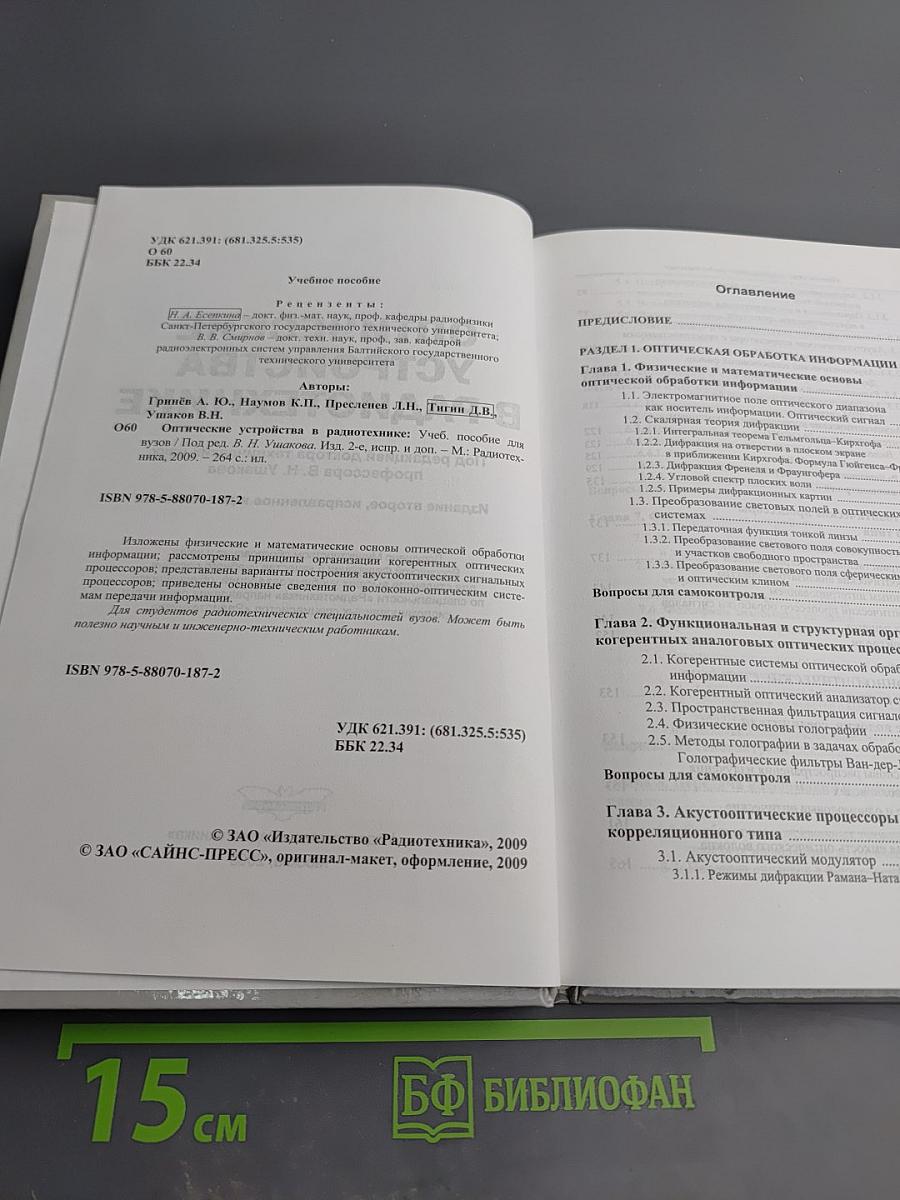 УДК 621.391: (681.325.5:535)
О 60
ББК 22.34
Учебное пособие
Рецензенты:
Н. А. Есепкина – докт. физ.-мат. наук, проф. кафедры радиофизики
Санкт-Петербургского государственного технического университета;
В. В. Смирнов – докт. техн. наук, проф., зав. кафедрой
радиоэлектронных систем управления Балтийского государственного
технического университета
Авторы:
Гринёв А. Ю., Наумов К.П., Пресленев Л.Н., Тигин Д.В.,
Ушаков В.Н.
О60 Оптические устройства в радиотехнике: Учеб. пособие для
вузов / Под ред. В. Н. Ушакова. Изд. 2-е, испр. и доп. – М.: Радиотех-
ника, 2009. – 264 с.: ил.
ISBN 978-5-88070-187-2
Изложены физические и математические основы оптической обработки
информации; рассмотрены принципы организации когерентных оптических
процессоров; представлены варианты построения акустооптических сигнальных
процессоров; приведены основные сведения по волоконно-оптическим систе-
мам передачи информации.
Для студентов радиотехнических специальностей вузов. Может быть
полезно научным и инженерно-техническим работникам.
ISBN 978-5-88070-187-2
УДК 621.391: (681.325.5:535)
ББК 22.34
© ЗАО «Издательство «Радиотехника», 2009
© ЗАО «САЙНС-ПРЕСС», оригинал-макет, оформление, 2009
Оглавление
ПРЕДИСЛОВИЕ
РАЗДЕЛ 1. ОПТИЧЕСКАЯ ОБРАБОТКА ИНФОРМАЦИИ
Глава 1. Физические и математические основы
оптической обработки информации
1.1. Электромагнитное поле оптического диапазона
как носитель информации. Оптический сигнал
1.2. Скалярная теория дифракции
1.2.1. Интегральная теорема Гельмгольца–Кирхгофа
1.2.2. Дифракция на отверстии в плоском экране
в приближении Кирхгофа. Формула Гюйгенса–Фр
1.2.3. Дифракция Френеля и Фраунгофера
1.2.4. Угловой спектр плоских волн
1.2.5. Примеры дифракционных картин
1.3. Преобразование световых полей в оптических
системах
1.3.1. Передаточная функция тонкой линзы
1.3.2. Преобразование светового поля совокупность
и участков свободного пространства
1.3.3. Преобразование светового поля сферическим
и оптическим клином
Вопросы для самоконтроля
Глава 2. Функциональная и структурная орг
когерентных аналоговых оптических процес
2.1. Когерентные системы оптической обраб
информации
2.2. Когерентный оптический анализатор с
2.3. Пространственная фильтрация сигнало
2.4. Физические основы голографии
2.5. Методы голографии в задачах обрабо
Голографические фильтры Ван-дер-
Вопросы для самоконтроля
Глава 3. Акустооптические процессоры
корреляционного типа
3.1. Акустооптический модулятор
3.1.1. Режимы дифракции Рамана–Ната
15 см
БФ БИБЛИОФАН